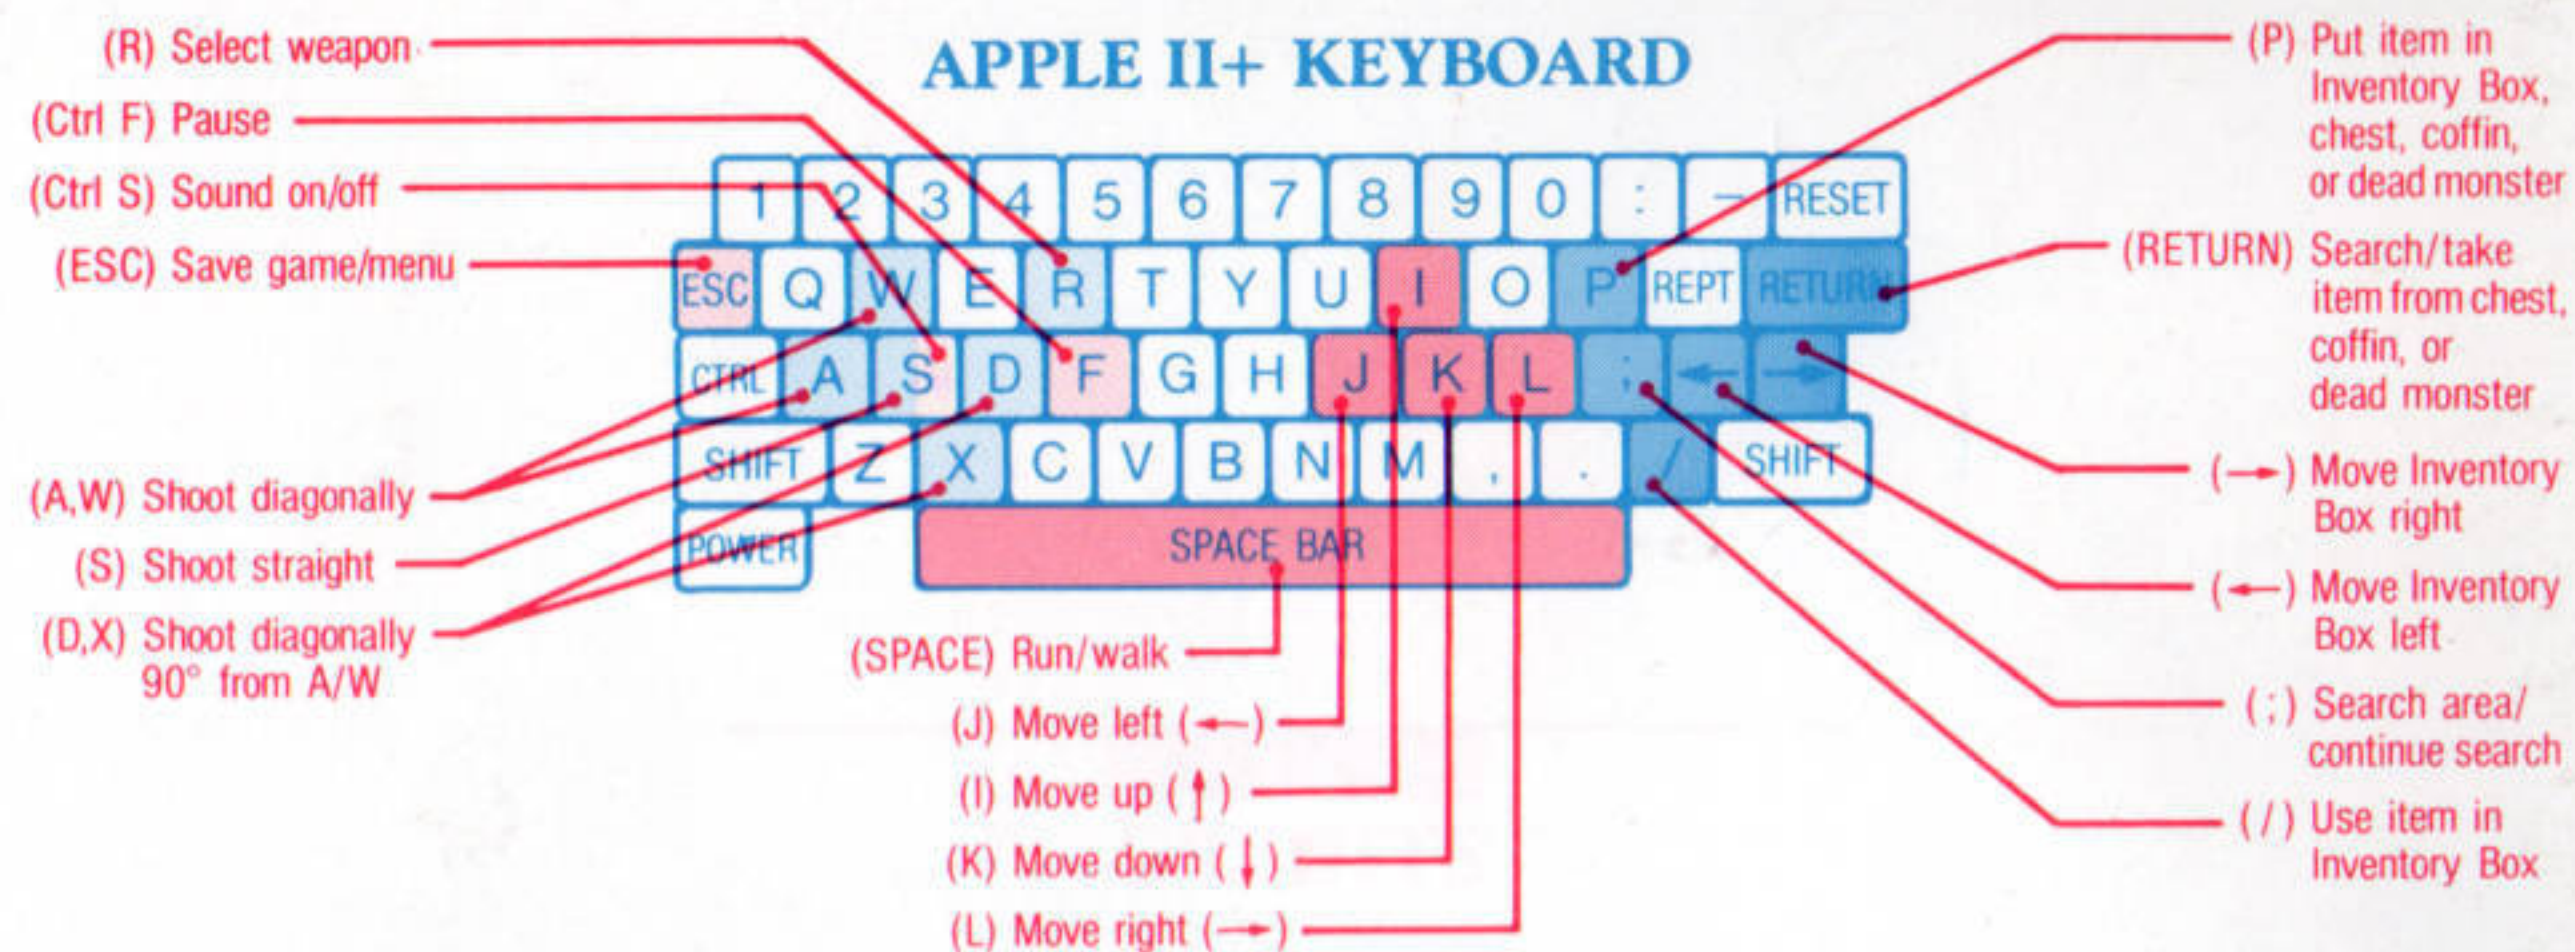 APPLE II+ KEYBOARD
(R) Select weapon
(Ctrl F) Pause
(Ctrl S) Sound on/off
(ESC) Save game/menu
(A,W) Shoot diagonally
(S) Shoot straight
(D,X) Shoot diagonally
90° from A/W
1 2 3 4 5 6 7 8 9 0 : – RESET
ESC Q W E R T Y U I O P REPT RETURN
CTRL A S D F G H J K L ; ← →
SHIFT Z X C V B N M , . / SHIFT
POWER SPACE BAR
(SPACE) Run/walk
(J) Move left (←)
(I) Move up (↑)
(K) Move down (↓)
(L) Move right (→)
(P) Put item in
Inventory Box,
chest, coffin,
or dead monster
(RETURN) Search/take
item from chest,
coffin, or
dead monster
(→) Move Inventory
Box right
(←) Move Inventory
Box left
(;) Search area/
continue search
(/) Use item in
Inventory Box